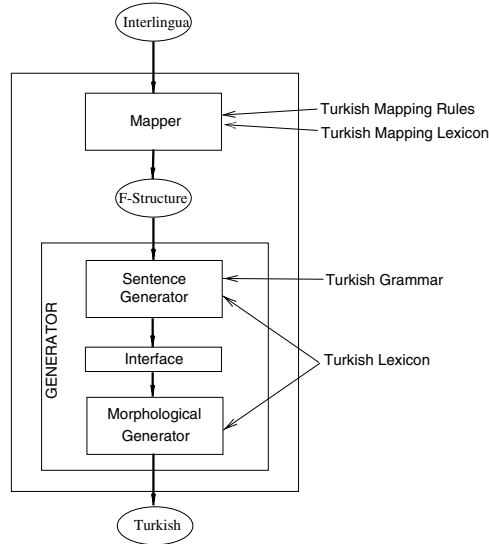 Interlingua
Mapper
Turkish Mapping Rules
Turkish Mapping Lexicon
F-Structure
GENERATOR
Sentence
Generator
Turkish Grammar
Interface
Turkish Lexicon
Morphological
Generator
Turkish